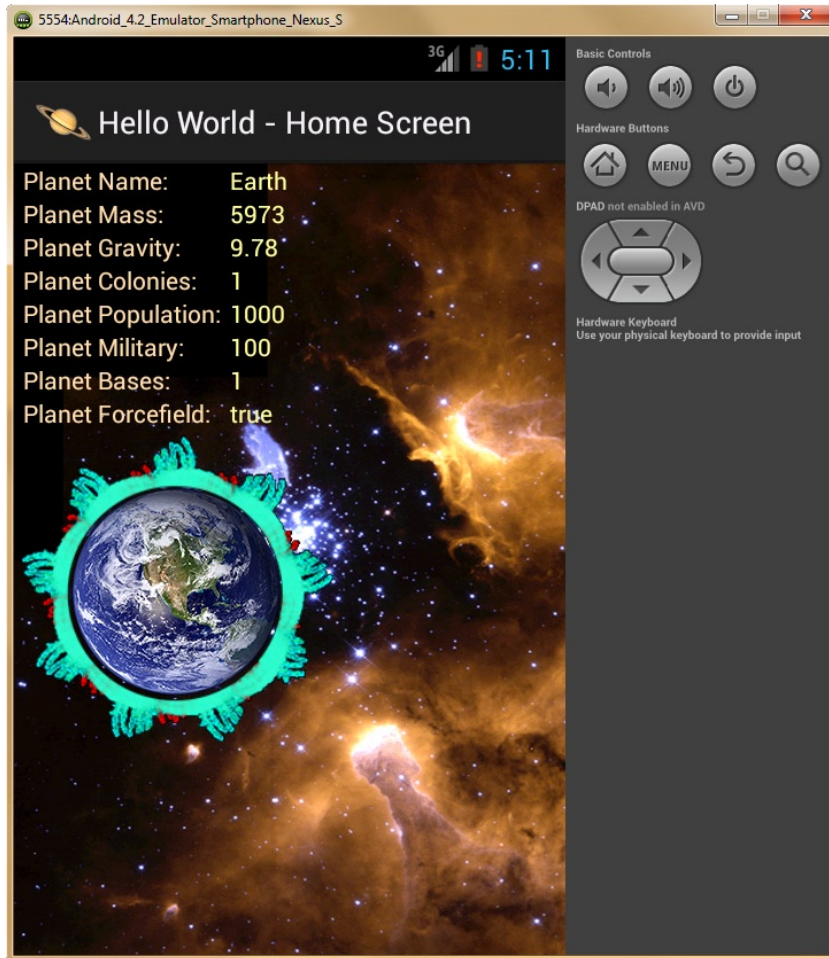 5554:Android_4.2_Emulator_Smartphone_Nexus_S
3G 5:11
Hello World - Home Screen
Planet Name: Earth
Planet Mass: 5973
Planet Gravity: 9.78
Planet Colonies: 1
Planet Population: 1000
Planet Military: 100
Planet Bases: 1
Planet Forcefield: true
Basic Controls
Hardware Buttons
MENU
DPAD not enabled in AVD
Hardware Keyboard
Use your physical keyboard to provide input